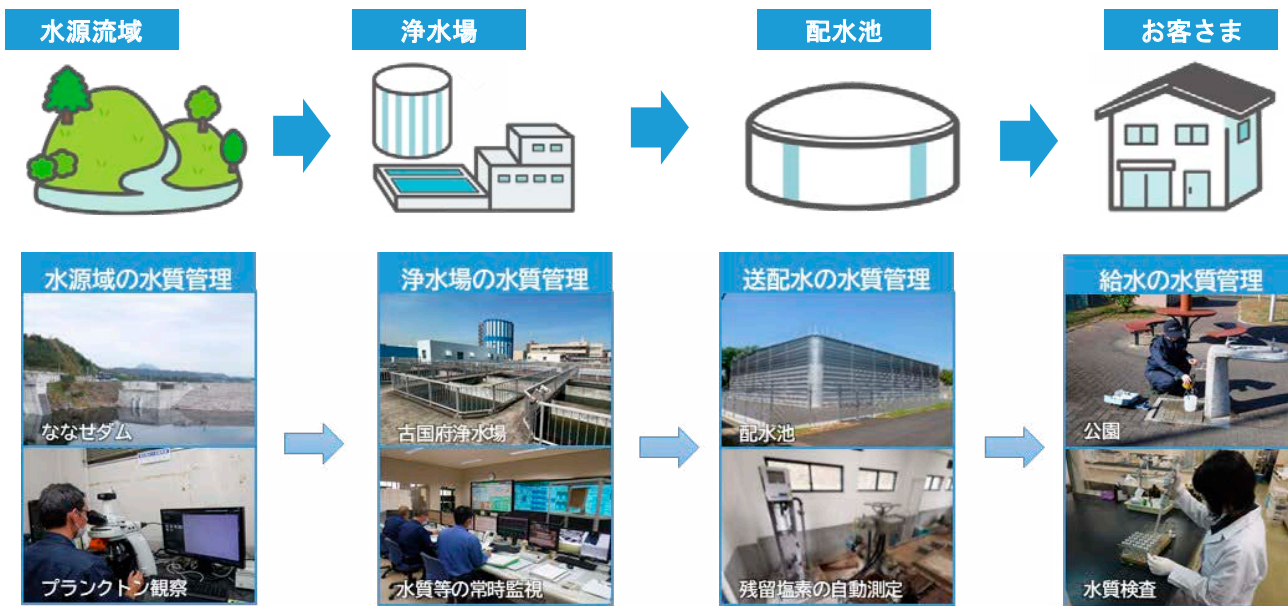 水源流域
浄水場
配水池
お客さま
水源域の水質管理
浄水場の水質管理
送配水の水質管理
給水の水質管理
ななせダム
古国府浄水場
配水池
公園
プランクトン観察
水質等の常時監視
残留塩素の自動測定
水質検査